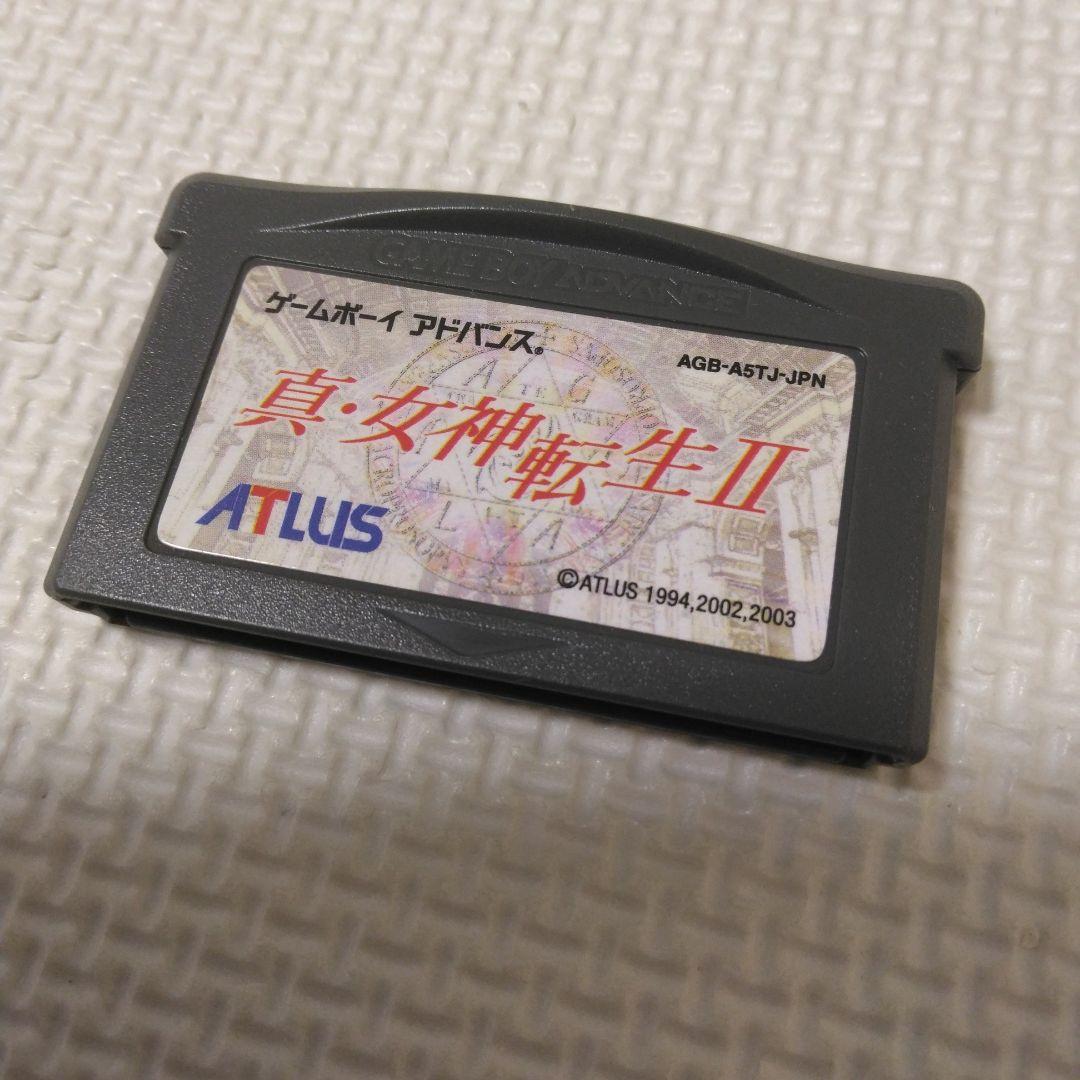 GAME BOY ADVANCE
ゲームボーイ アドバンス®
AGB-A5TJ-JPN
真・女神転生II
ATLUS
©ATLUS 1994,2002,2003